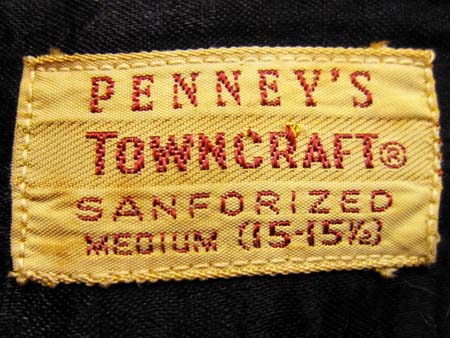 PENNEY'S
TOWNCRAFT®
SANFORIZED
MEDIUM (15-15½)